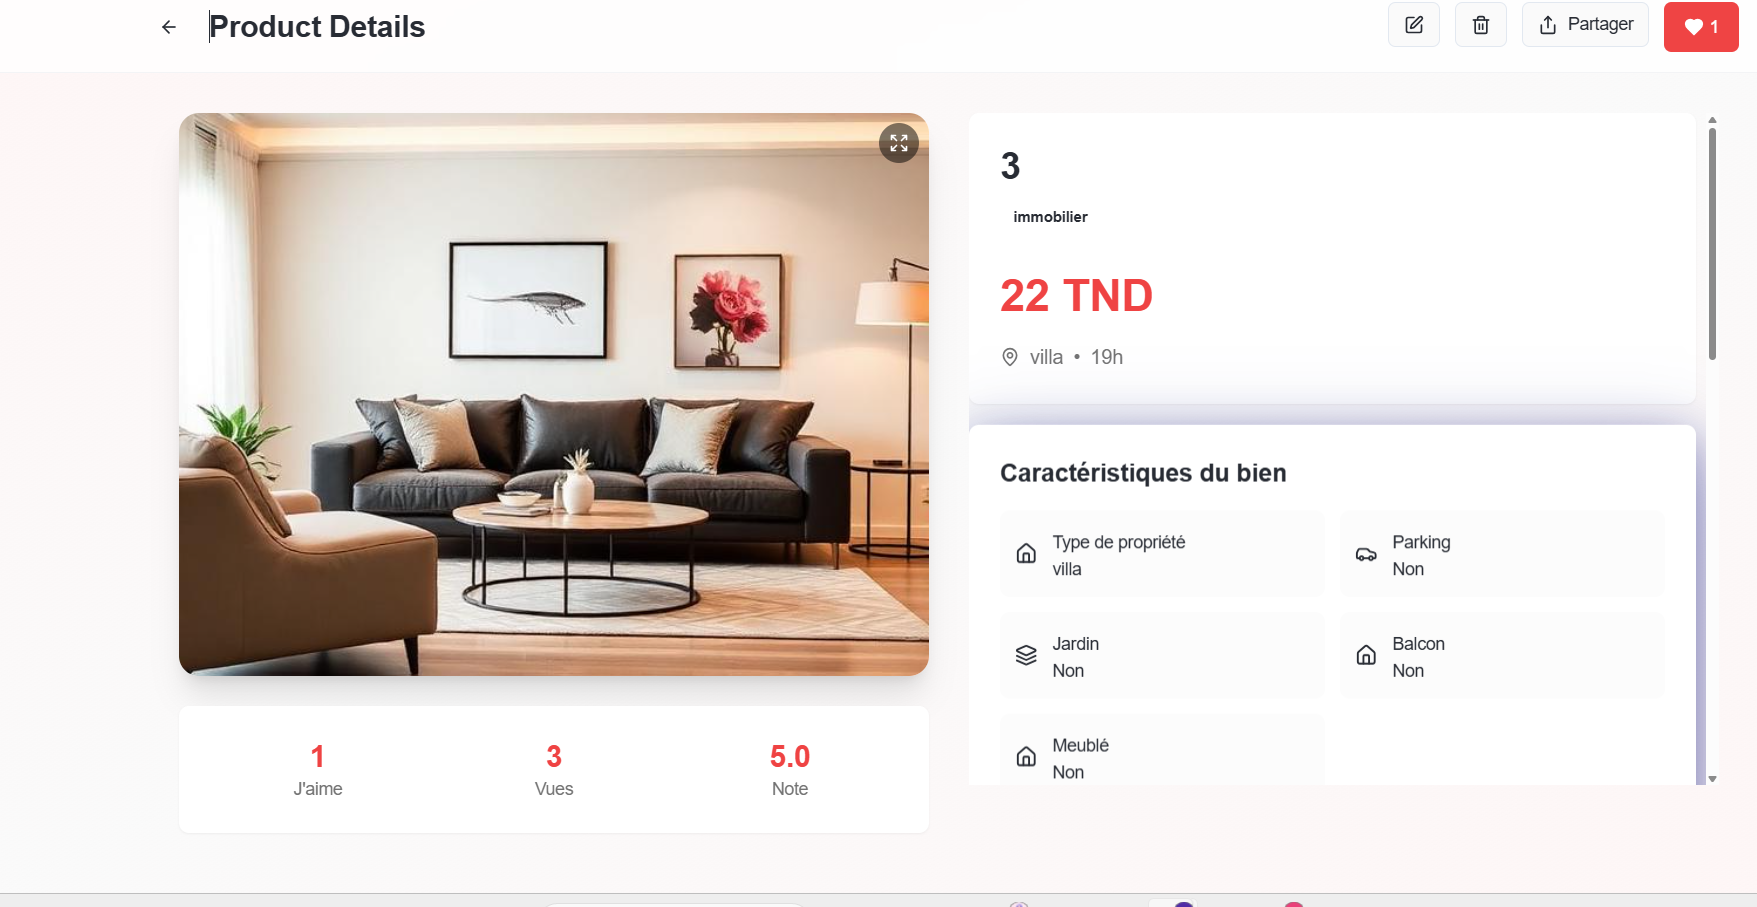 Product Details
Partager
1
3
immobilier
22 TND
villa • 19h
Caractéristiques du bien
Type de propriété
villa
Parking
Non
Jardin
Non
Balcon
Non
Meublé
Non
1
J'aime
3
Vues
5.0
Note